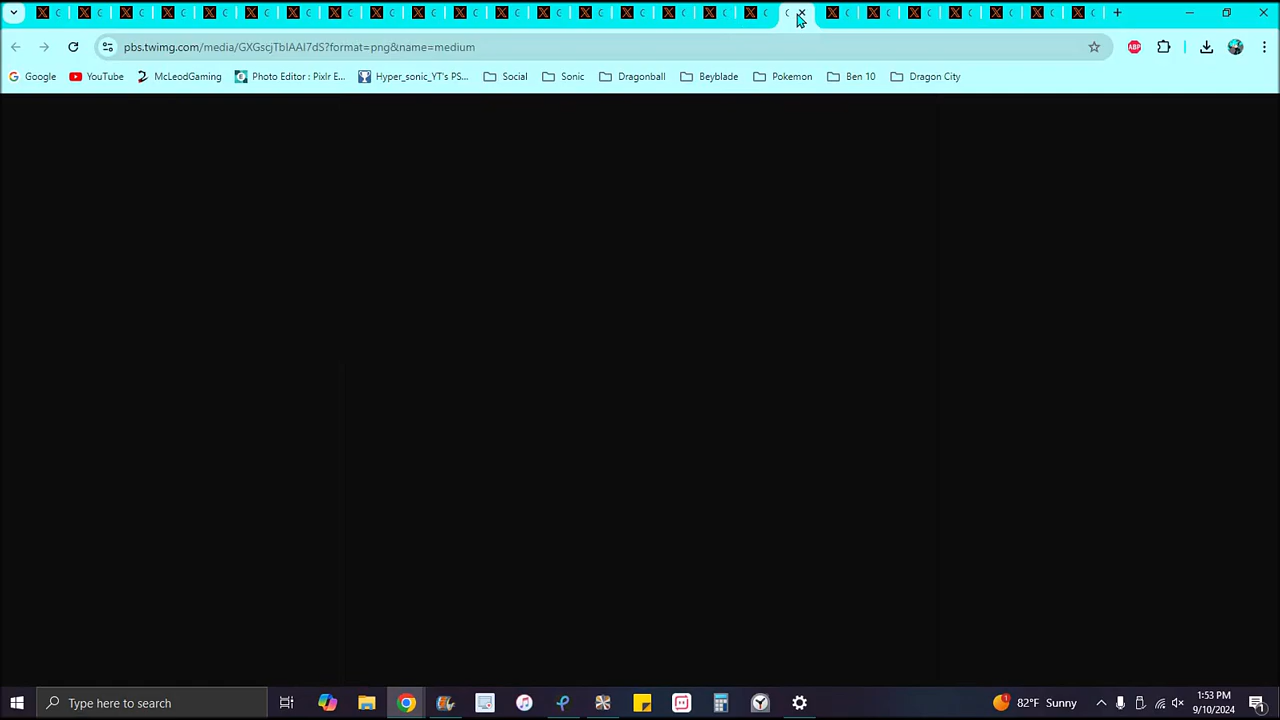 pbs.twimg.com/media/GXGscjTbIAAI7dS?format=png&name=medium
ABP
Google YouTube McLeodGaming Photo Editor : Pixlr E... Hyper_sonic_YT's PS... Social Sonic Dragonball Beyblade Pokemon Ben 10 Dragon City
Type here to search
82°F Sunny
1:53 PM
9/10/2024